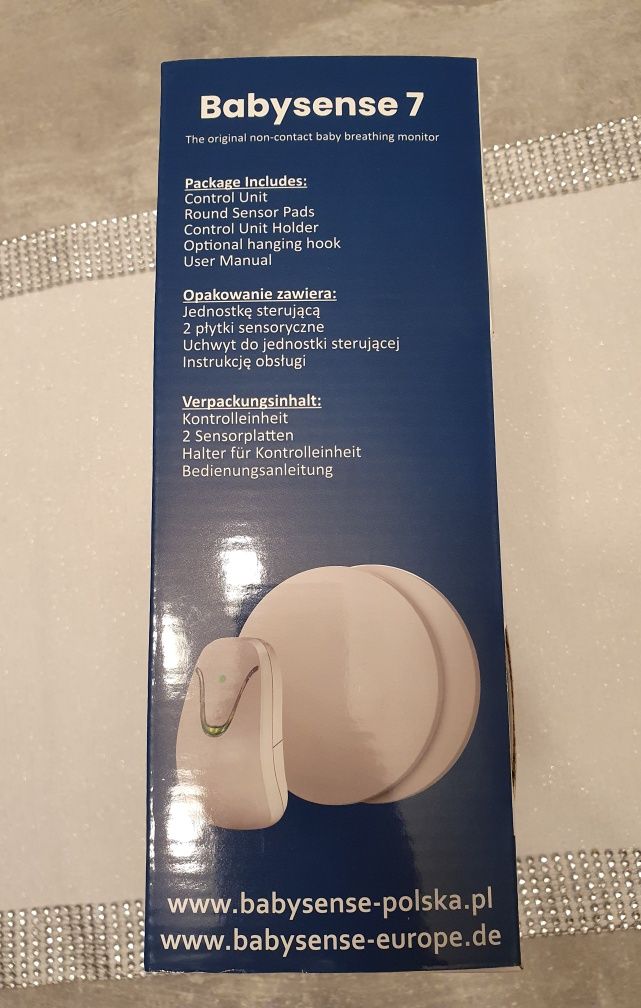 Babysense 7
The original non-contact baby breathing monitor
Package Includes:
Control Unit
Round Sensor Pads
Control Unit Holder
Optional hanging hook
User Manual
Opakowanie zawiera:
Jednostkę sterującą
2 płytki sensoryczne
Uchwyt do jednostki sterującej
Instrukcję obsługi
Verpackungsinhalt:
Kontrolleinheit
2 Sensorplatten
Halter für Kontrolleinheit
Bedienungsanleitung
www.babysense-polska.pl
www.babysense-europe.de